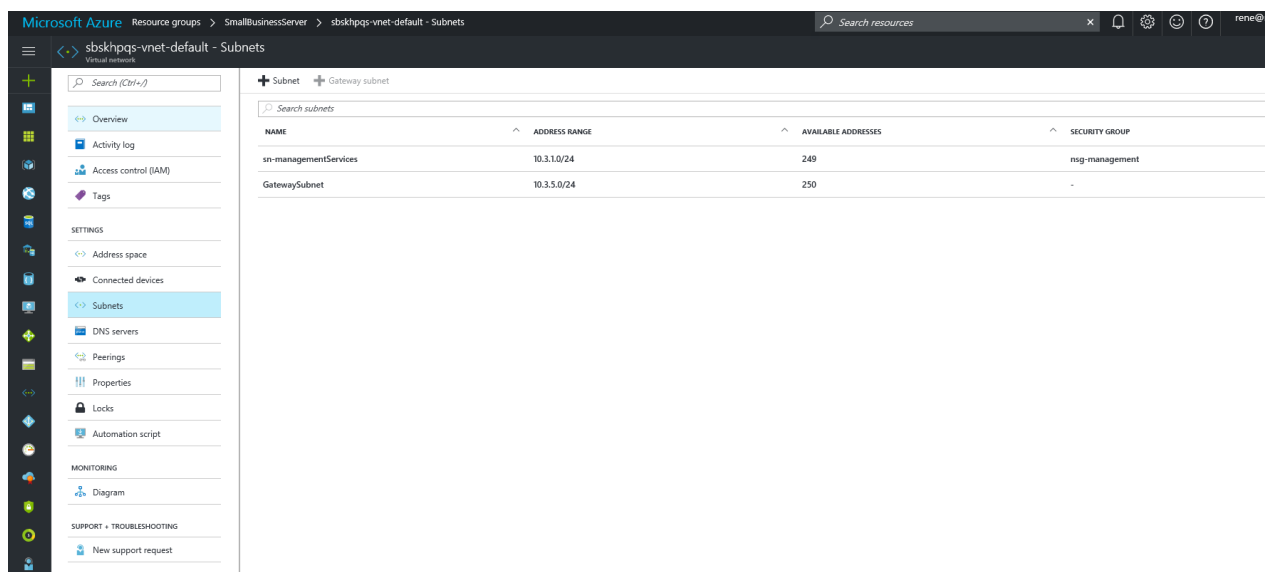 Microsoft Azure Resource groups > SmallBusinessServer > sbskhpqs-vnet-default - Subnets
Search resources
rene@
sbskhpqs-vnet-default - Subnets
Virtual network
Search (Ctrl+/)
Overview
Activity log
Access control (IAM)
Tags
SETTINGS
Address space
Connected devices
Subnets
DNS servers
Peerings
Properties
Locks
Automation script
MONITORING
Diagram
SUPPORT + TROUBLESHOOTING
New support request
Subnet Gateway subnet
Search subnets
NAME ADDRESS RANGE AVAILABLE ADDRESSES SECURITY GROUP
sn-managementServices 10.3.1.0/24 249 nsg-management
GatewaySubnet 10.3.5.0/24 250 -